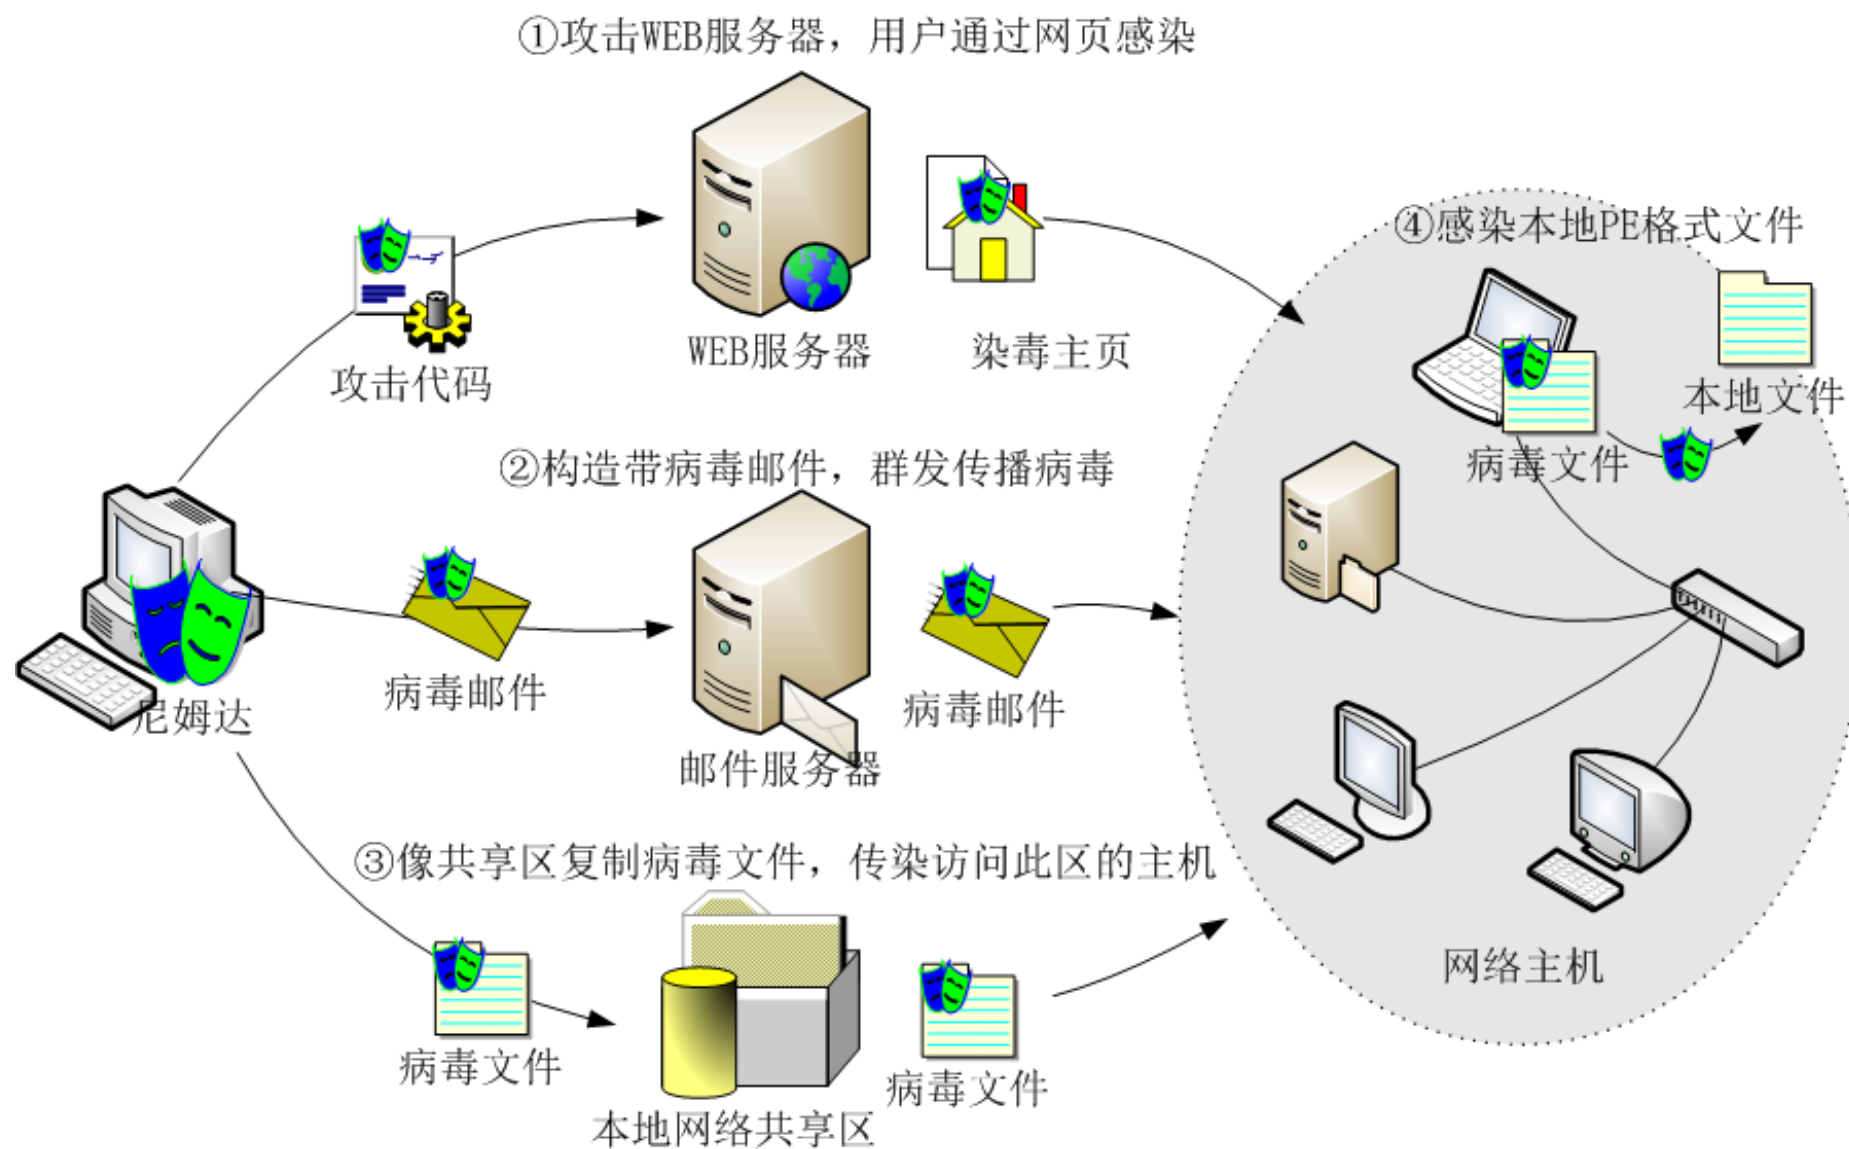 ①攻击WEB服务器，用户通过网页感染
WEB服务器
染毒主页
攻击代码
④感染本地PE格式文件
本地文件
病毒文件
②构造带病毒邮件，群发传播病毒
病毒邮件
病毒邮件
尼姆达
邮件服务器
③像共享区复制病毒文件，传染访问此区的主机
网络主机
病毒文件
病毒文件
本地网络共享区